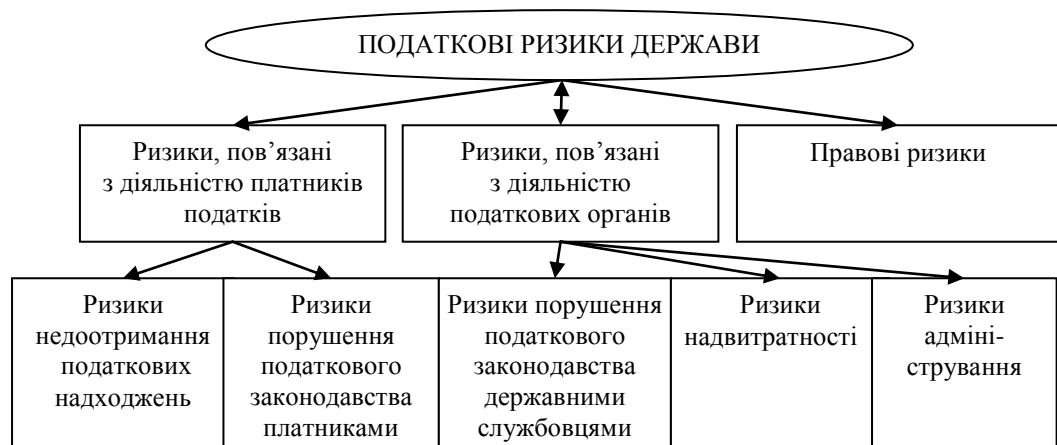 ПОДАТКОВІ РИЗИКИ ДЕРЖАВИ
Ризики, пов’язані
з діяльністю платників
податків
Ризики, пов’язані
з діяльністю
податкових органів
Правові ризики
Ризики
недоотримання
податкових
надходжень
Ризики
порушення
податкового
законодавства
платниками
Ризики порушення
податкового
законодавства
державними
службовцями
Ризики
надвитратності
Ризики
адміні-
стрування